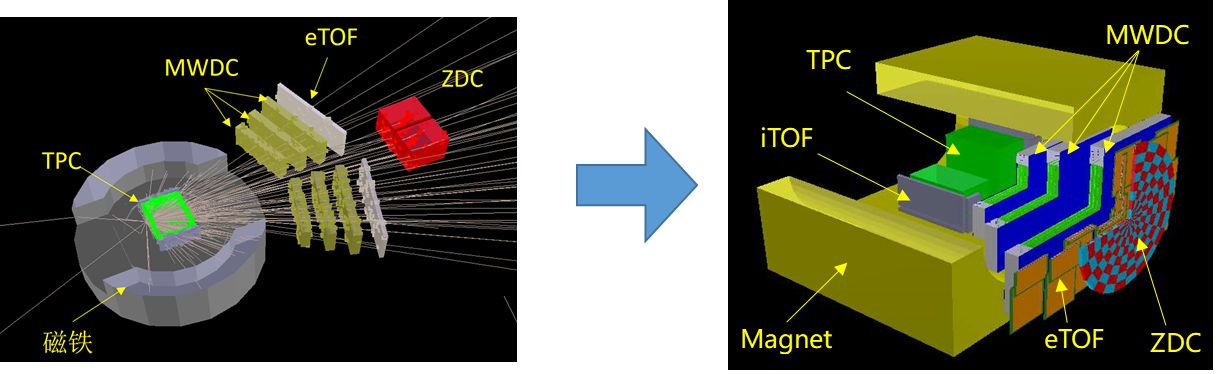 eTOF
MWDC
ZDC
TPC
磁铁
MWDC
TPC
iTOF
Magnet
eTOF
ZDC